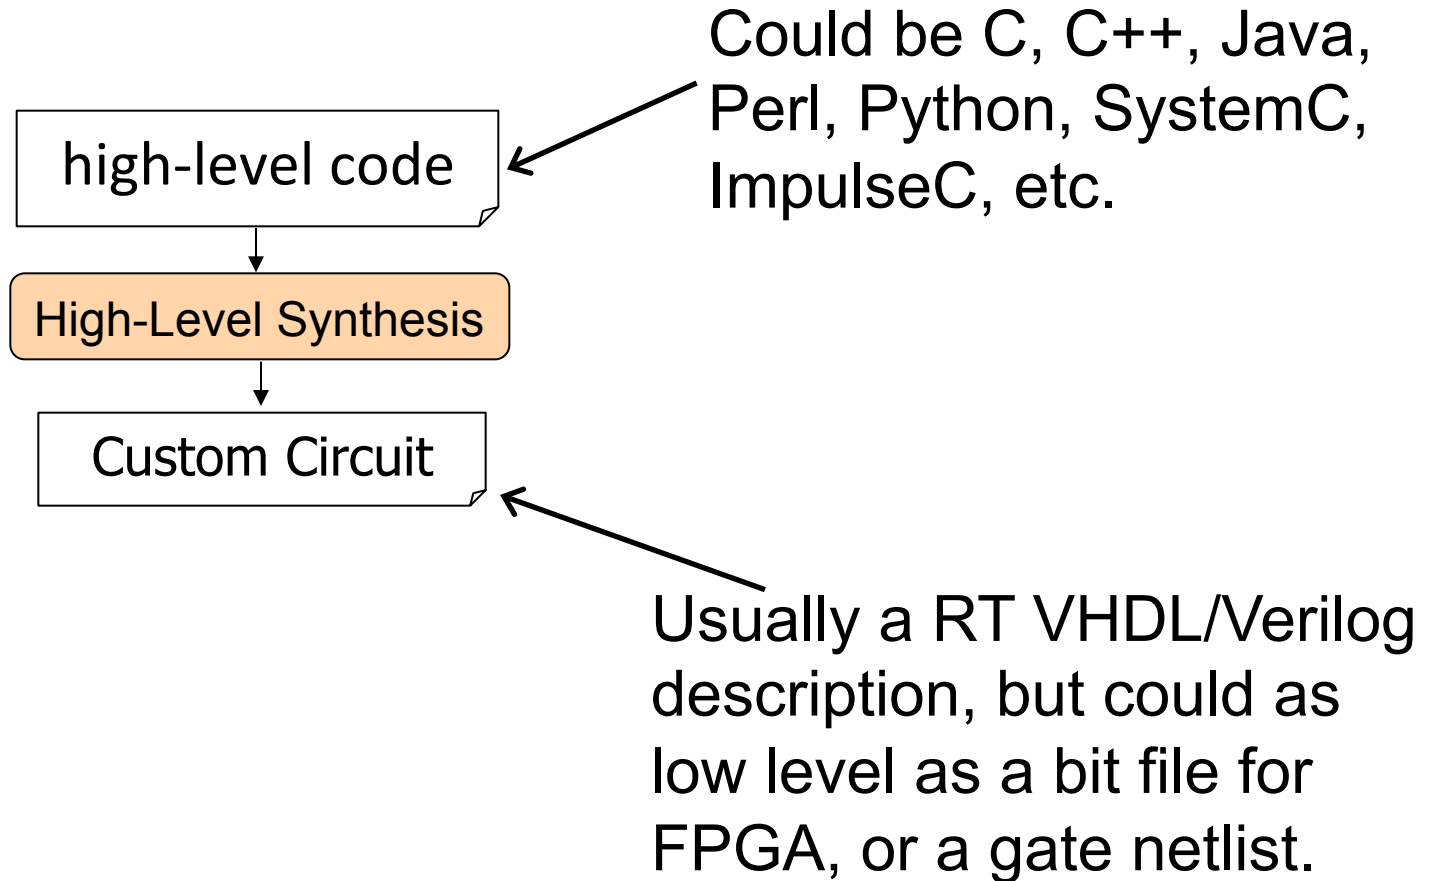 Could be C, C++, Java,
Perl, Python, SystemC,
ImpulseC, etc.
high-level code
High-Level Synthesis
Custom Circuit
Usually a RT VHDL/Verilog
description, but could as
low level as a bit file for
FPGA, or a gate netlist.